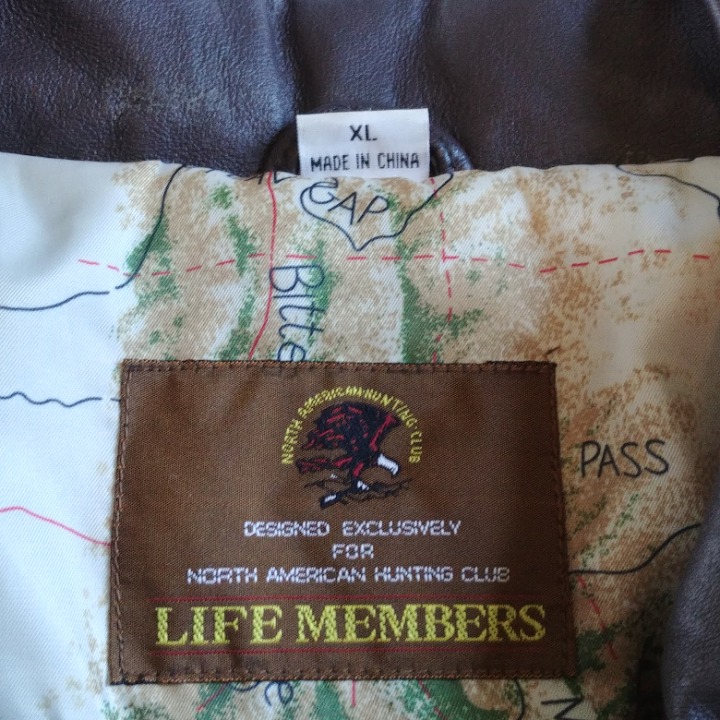 XL
MADE IN CHINA
GAP
Bitte
PASS
NORTH AMERICAN HUNTING CLUB
DESIGNED EXCLUSIVELY
FOR
NORTH AMERICAN HUNTING CLUB
LIFE MEMBERS